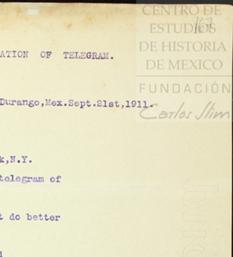 CENTRO DE
ESTUDIOS
DE HISTORIA
DE MEXICO
FUNDACIÓN
Carlos Slim
ATION OF TELEGRAM.
Durango,Mex.Sept.21st,1911.
k,N.Y.
telegram of
t do better